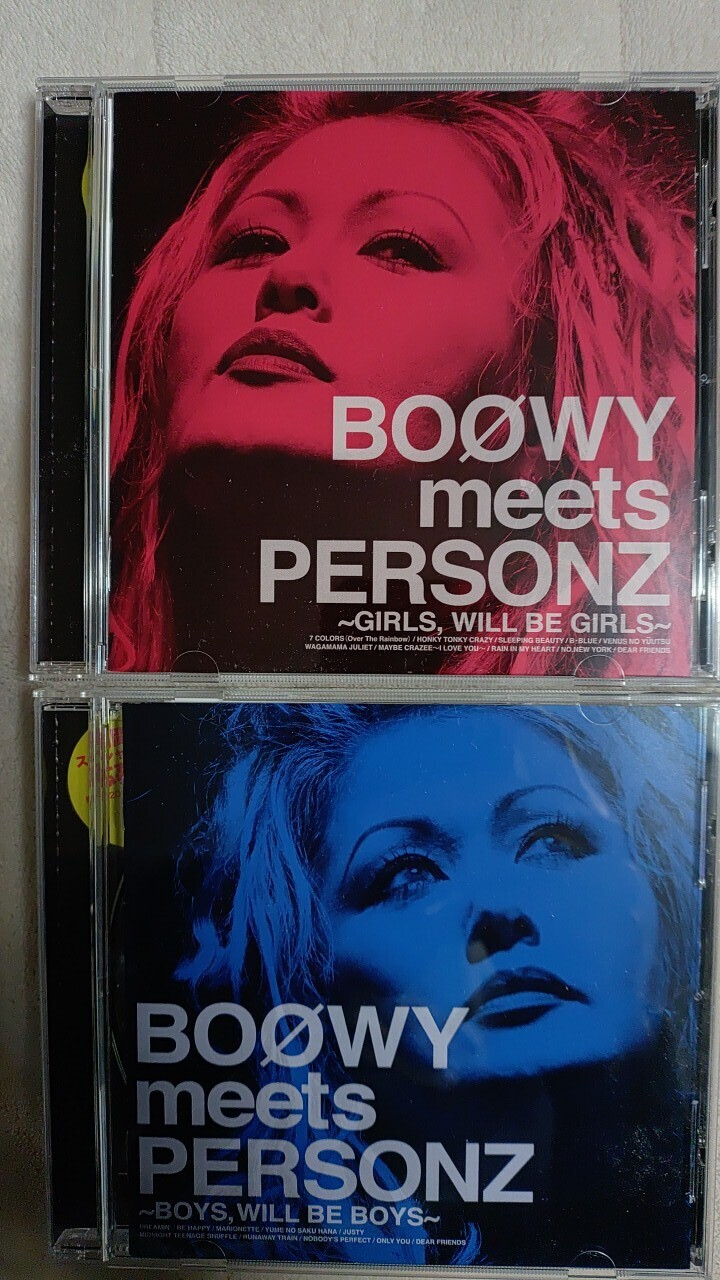 BOØWY
meets
PERSONZ
~GIRLS, WILL BE GIRLS~
7 COLORS(Over The Rainbow) / HONKY TONKY CRAZY / SLEEPING BEAUTY / B・BLUE / VENUS NO YÜUTSU
WAGAMAMA JULIET / MAYBE CRAZEE~I LOVE YOU~ / RAIN IN MY HEART / NO.NEW YORK / DEAR FRIENDS
BOØWY
meets
PERSONZ
~BOYS, WILL BE BOYS~
DREAMIN' / BE HAPPY / MARIONETTE / YUME NO SAKU HANA / JUSTY
MIDNIGHT TEENAGE SHUFFLE / RUNAWAY TRAIN / NOBODY'S PERFECT / ONLY YOU / DEAR FRIENDS